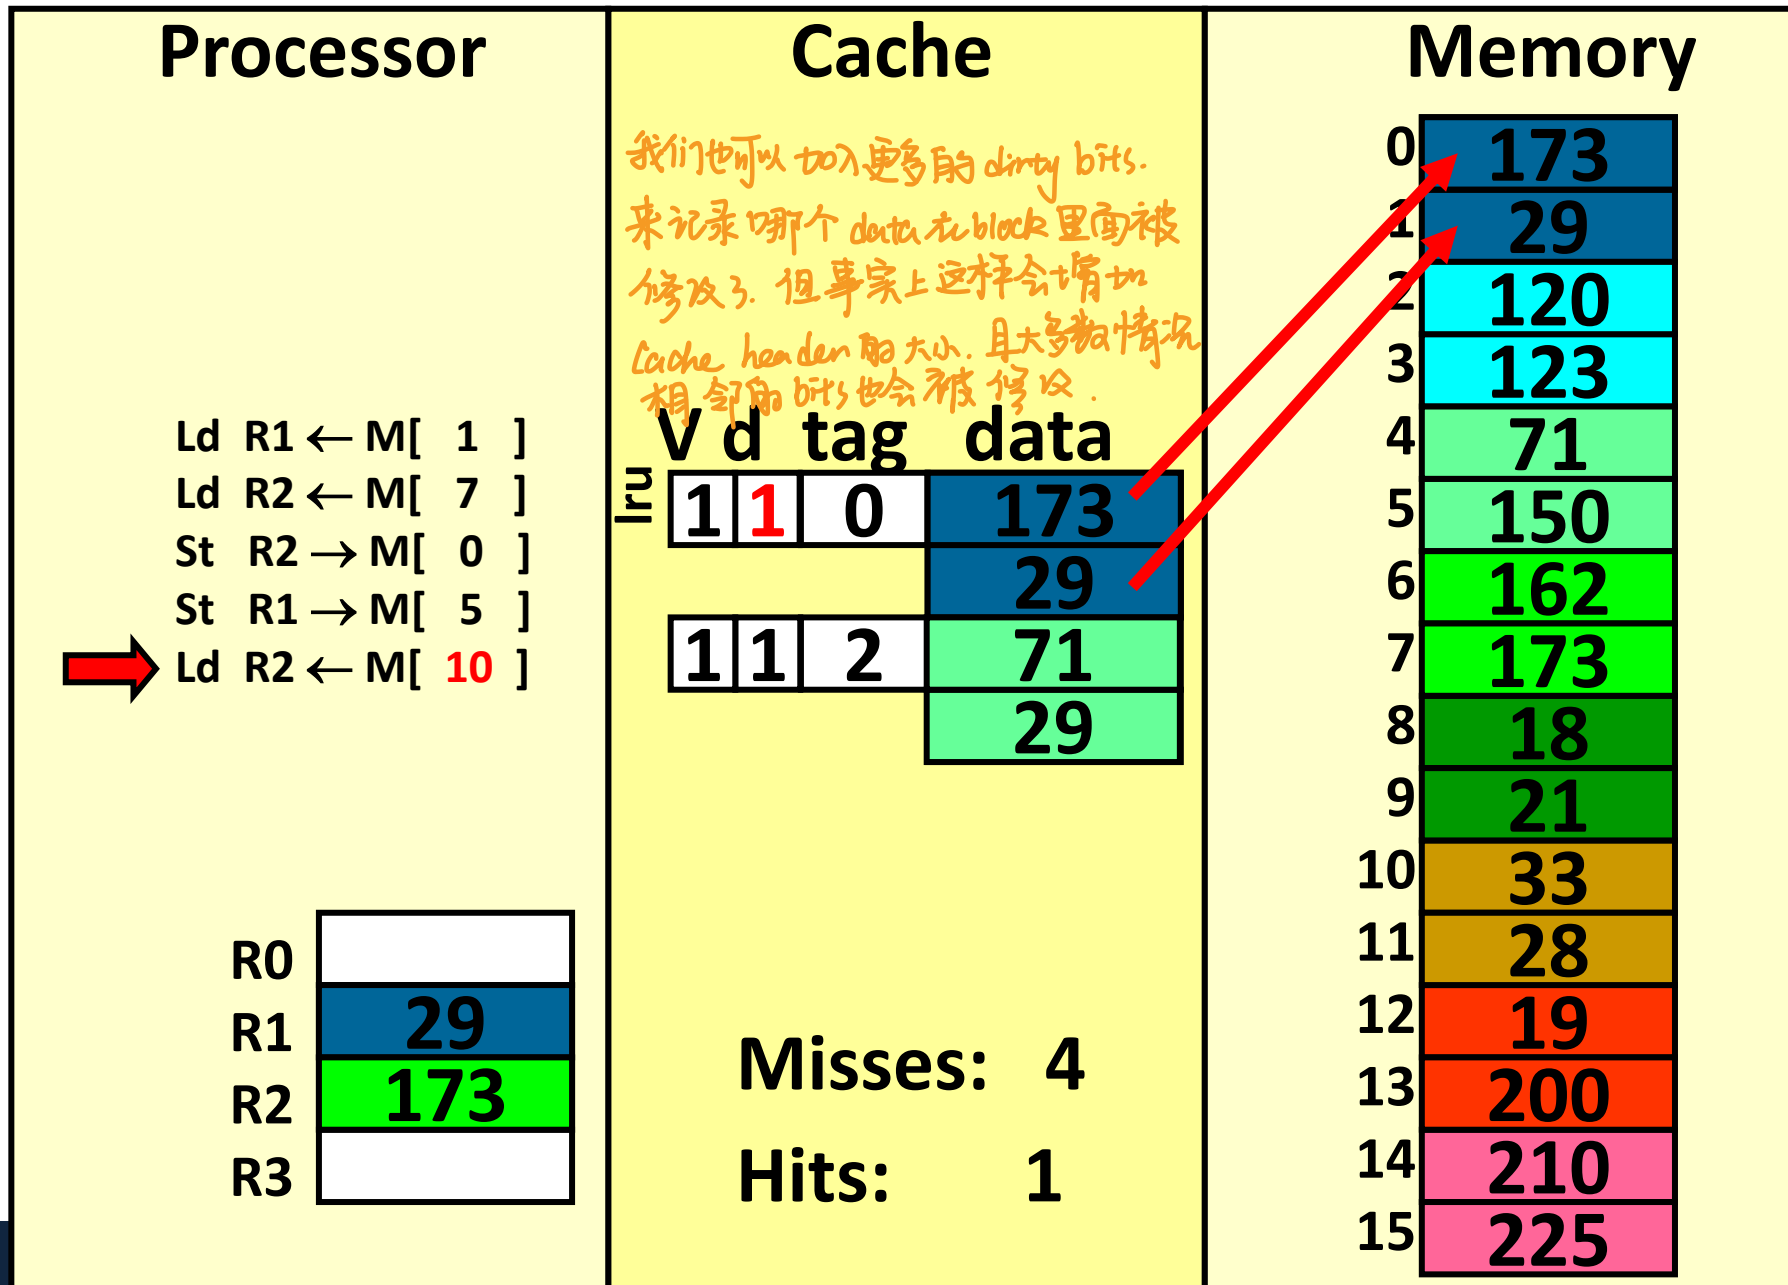 Processor
Cache
Memory
我们也可以加入更多的 dirty bits.
来记录哪个 data 在 block 里面被
修改了. 但事实上这样会增加
Cache header 的大小. 且大多数情况
相邻的 bits 也会被修改.
Ld R1 ← M[ 1 ]
Ld R2 ← M[ 7 ]
St R2 → M[ 0 ]
St R1 → M[ 5 ]
Ld R2 ← M[ 10 ]
R0
R1 29
R2 173
R3
V d tag data
lru
1 1 0 173
29
1 1 2 71
29
Misses: 4
Hits: 1
0 173
1 29
2 120
3 123
4 71
5 150
6 162
7 173
8 18
9 21
10 33
11 28
12 19
13 200
14 210
15 225